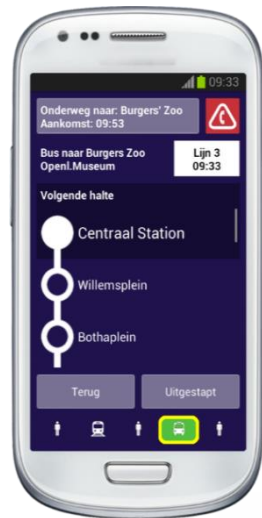 09:33
Onderweg naar: Burgers' Zoo
Aankomst: 09:53
Bus naar Burgers Zoo
Openl.Museum
Lijn 3
09:33
Volgende halte
Centraal Station
Willemsplein
Bothaplein
Terug
Uitgestapt